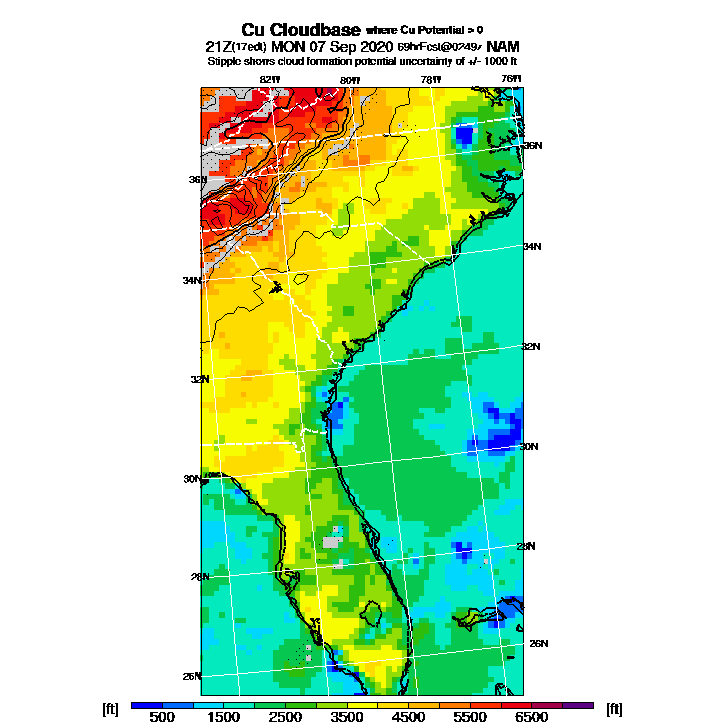 Cu Cloudbase where Cu Potential > 0
21Z(17edt) MON 07 Sep 2020 69hrFcst@0249z NAM
Stipple shows cloud formation potential uncertainty of +/- 1000 ft
82W 80W 78W 76W
36N
36N
34N
34N
32N
32N
30N
30N
28N
28N
26N
26N
[ft] 500 1500 2500 3500 4500 5500 6500 [ft]